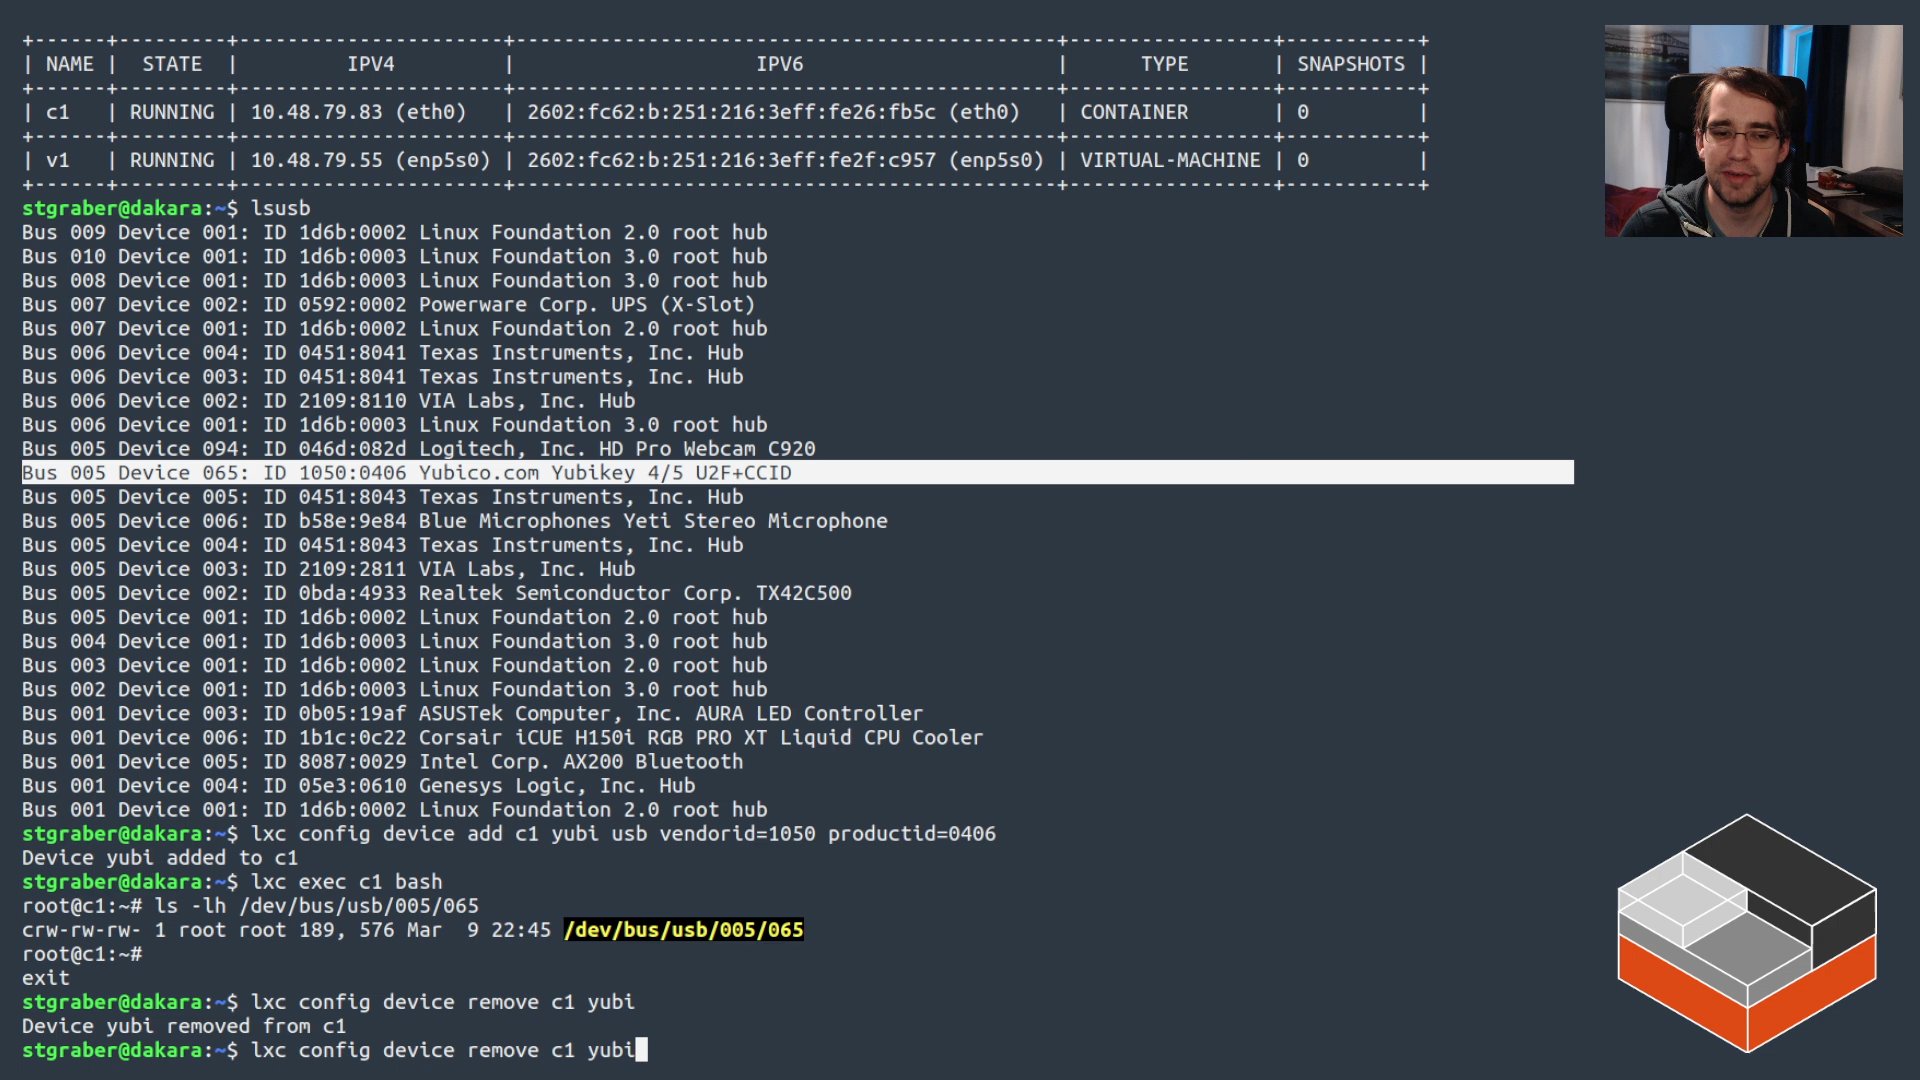 +------+---------+----------------------+----------------------------------------------+-----------------+-----------+
| NAME |  STATE  |         IPV4         |                     IPV6                     |      TYPE       | SNAPSHOTS |
+------+---------+----------------------+----------------------------------------------+-----------------+-----------+
| c1   | RUNNING | 10.48.79.83 (eth0)   | 2602:fc62:b:251:216:3eff:fe26:fb5c (eth0)   | CONTAINER       | 0         |
+------+---------+----------------------+----------------------------------------------+-----------------+-----------+
| v1   | RUNNING | 10.48.79.55 (enp5s0) | 2602:fc62:b:251:216:3eff:fe2f:c957 (enp5s0) | VIRTUAL-MACHINE | 0         |
+------+---------+----------------------+----------------------------------------------+-----------------+-----------+
stgraber@dakara:~$ lsusb
Bus 009 Device 001: ID 1d6b:0002 Linux Foundation 2.0 root hub
Bus 010 Device 001: ID 1d6b:0003 Linux Foundation 3.0 root hub
Bus 008 Device 001: ID 1d6b:0003 Linux Foundation 3.0 root hub
Bus 007 Device 002: ID 0592:0002 Powerware Corp. UPS (X-Slot)
Bus 007 Device 001: ID 1d6b:0002 Linux Foundation 2.0 root hub
Bus 006 Device 004: ID 0451:8041 Texas Instruments, Inc. Hub
Bus 006 Device 003: ID 0451:8041 Texas Instruments, Inc. Hub
Bus 006 Device 002: ID 2109:8110 VIA Labs, Inc. Hub
Bus 006 Device 001: ID 1d6b:0003 Linux Foundation 3.0 root hub
Bus 005 Device 094: ID 046d:082d Logitech, Inc. HD Pro Webcam C920
Bus 005 Device 065: ID 1050:0406 Yubico.com Yubikey 4/5 U2F+CCID
Bus 005 Device 005: ID 0451:8043 Texas Instruments, Inc. Hub
Bus 005 Device 006: ID b58e:9e84 Blue Microphones Yeti Stereo Microphone
Bus 005 Device 004: ID 0451:8043 Texas Instruments, Inc. Hub
Bus 005 Device 003: ID 2109:2811 VIA Labs, Inc. Hub
Bus 005 Device 002: ID 0bda:4933 Realtek Semiconductor Corp. TX42C500
Bus 005 Device 001: ID 1d6b:0002 Linux Foundation 2.0 root hub
Bus 004 Device 001: ID 1d6b:0003 Linux Foundation 3.0 root hub
Bus 003 Device 001: ID 1d6b:0002 Linux Foundation 2.0 root hub
Bus 002 Device 001: ID 1d6b:0003 Linux Foundation 3.0 root hub
Bus 001 Device 003: ID 0b05:19af ASUSTek Computer, Inc. AURA LED Controller
Bus 001 Device 006: ID 1b1c:0c22 Corsair iCUE H150i RGB PRO XT Liquid CPU Cooler
Bus 001 Device 005: ID 8087:0029 Intel Corp. AX200 Bluetooth
Bus 001 Device 004: ID 05e3:0610 Genesys Logic, Inc. Hub
Bus 001 Device 001: ID 1d6b:0002 Linux Foundation 2.0 root hub
stgraber@dakara:~$ lxc config device add c1 yubi usb vendorid=1050 productid=0406
Device yubi added to c1
stgraber@dakara:~$ lxc exec c1 bash
root@c1:~# ls -lh /dev/bus/usb/005/065
crw-rw-rw- 1 root root 189, 576 Mar  9 22:45 /dev/bus/usb/005/065
root@c1:~#
exit
stgraber@dakara:~$ lxc config device remove c1 yubi
Device yubi removed from c1
stgraber@dakara:~$ lxc config device remove c1 yubi